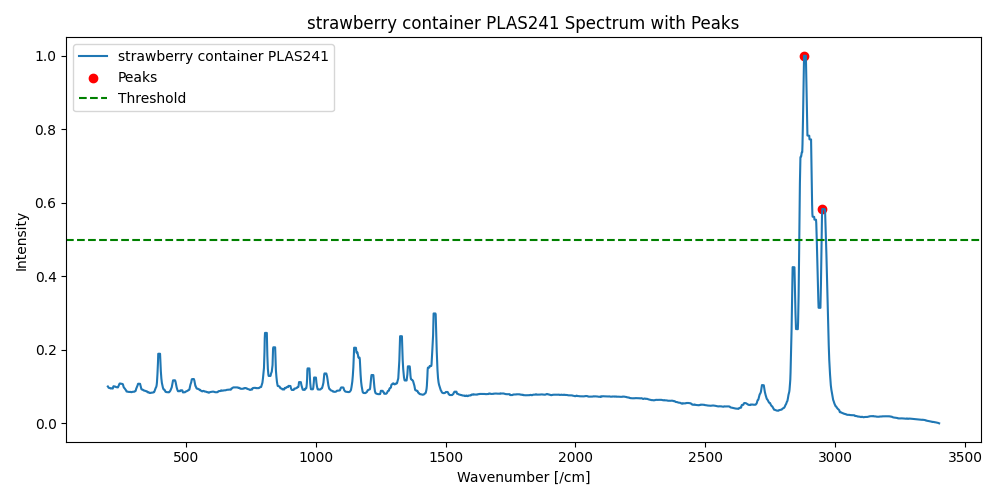 strawberry container PLAS241 Spectrum with Peaks
strawberry container PLAS241
Peaks
Threshold
Intensity
1.0
0.8
0.6
0.4
0.2
0.0
500 1000 1500 2000 2500 3000 3500
Wavenumber [/cm]